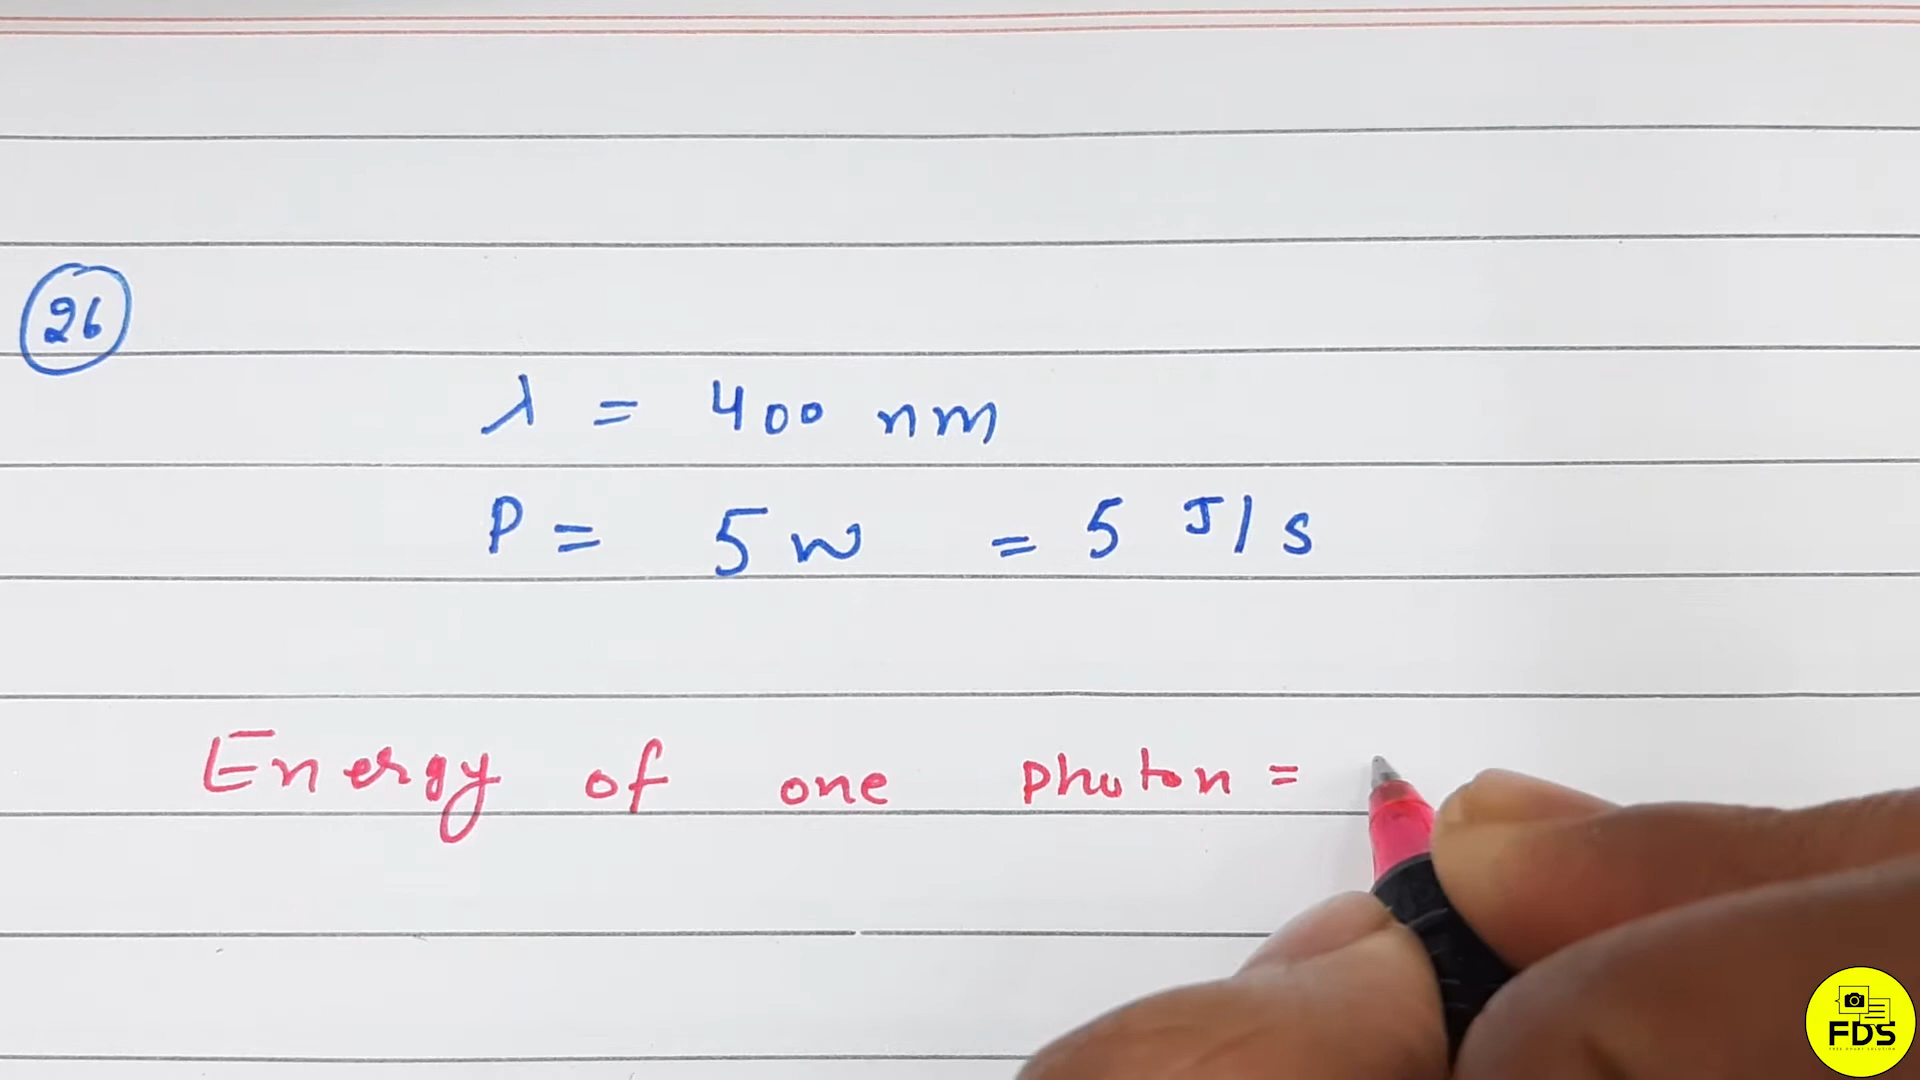 26
λ = 400 nm
P = 5 w = 5 J/s
Energy of one photon =
FDS